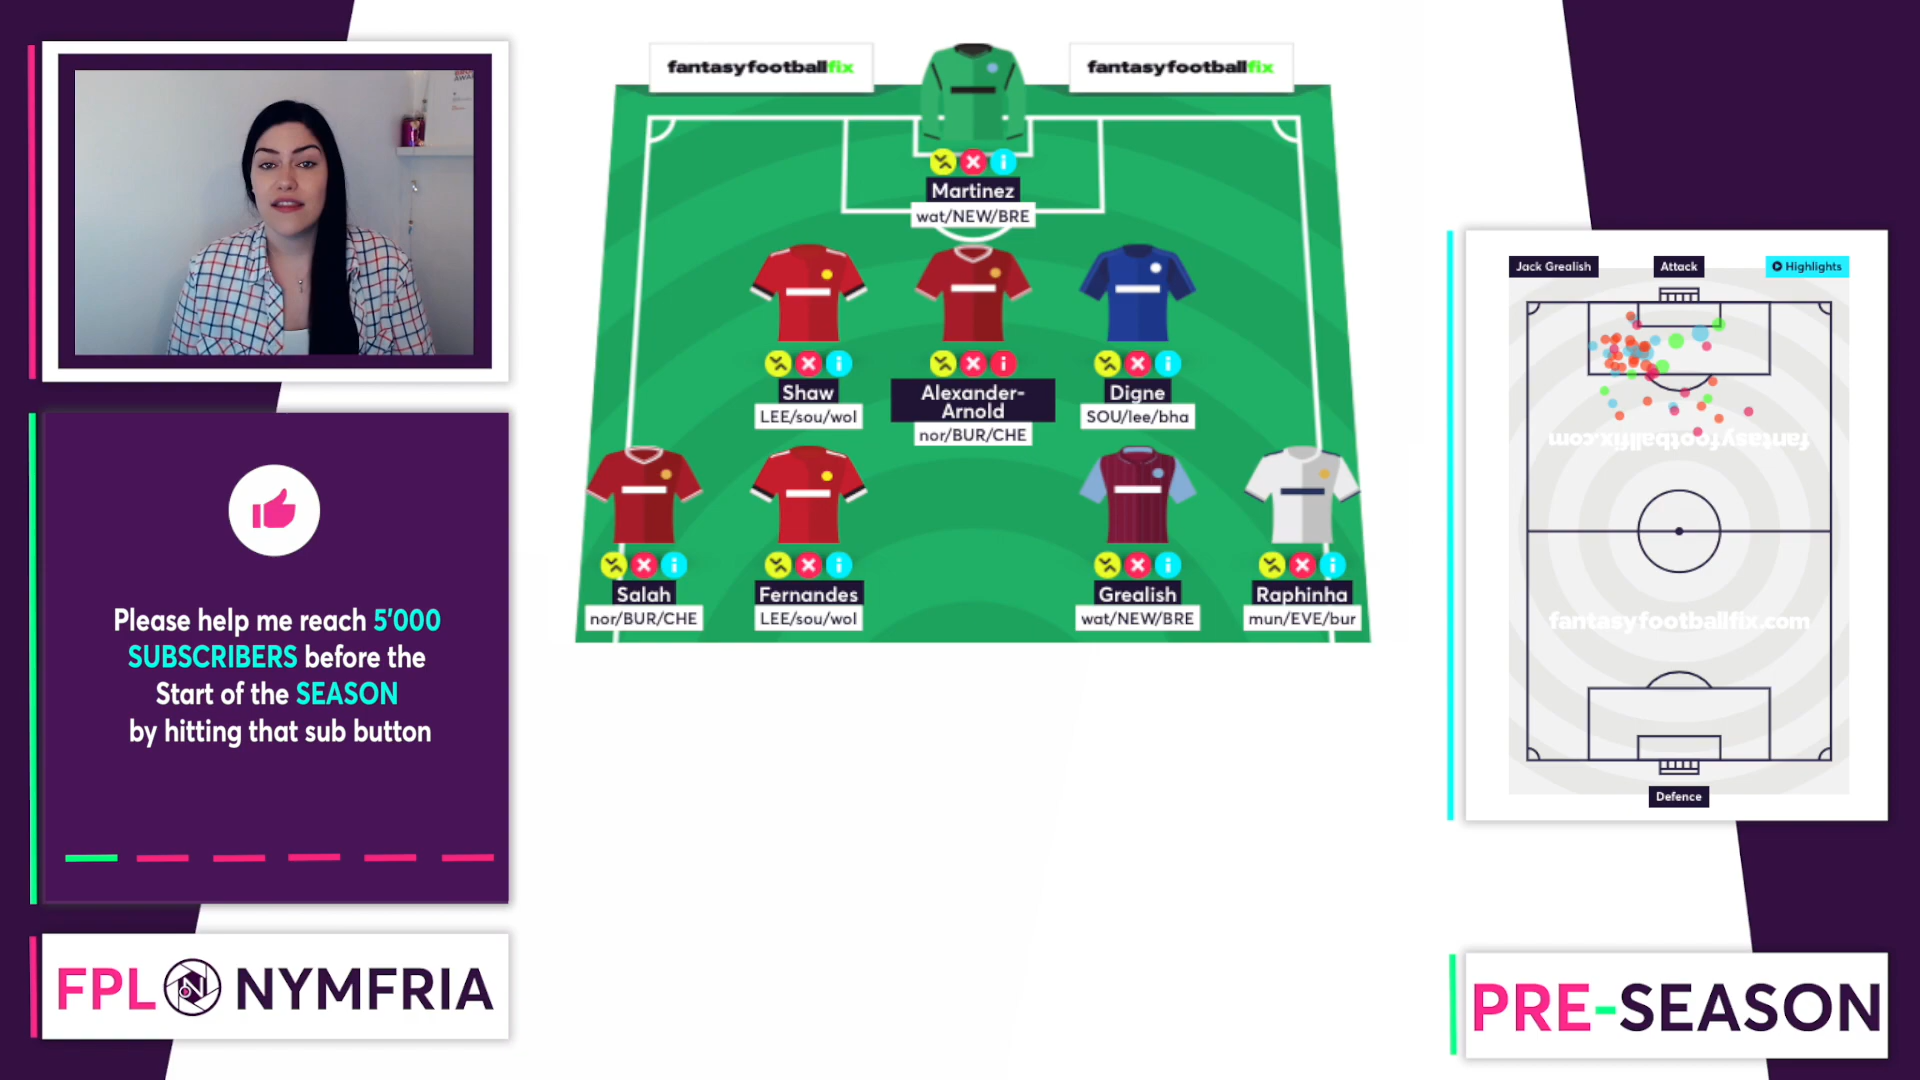 fantasyfootballfix
fantasyfootballfix
Martinez
wat/NEW/BRE
Shaw
LEE/sou/wol
Alexander-
Arnold
nor/BUR/CHE
Digne
SOU/lee/bha
Salah
nor/BUR/CHE
Fernandes
LEE/sou/wol
Grealish
wat/NEW/BRE
Raphinha
mun/EVE/bur
Please help me reach 5'000
SUBSCRIBERS before the
Start of the SEASON
by hitting that sub button
FPL NYMFRIA
Jack Grealish
Attack
Highlights
fantasyfootballfix.com
fantasyfootballfix.com
Defence
PRE-SEASON